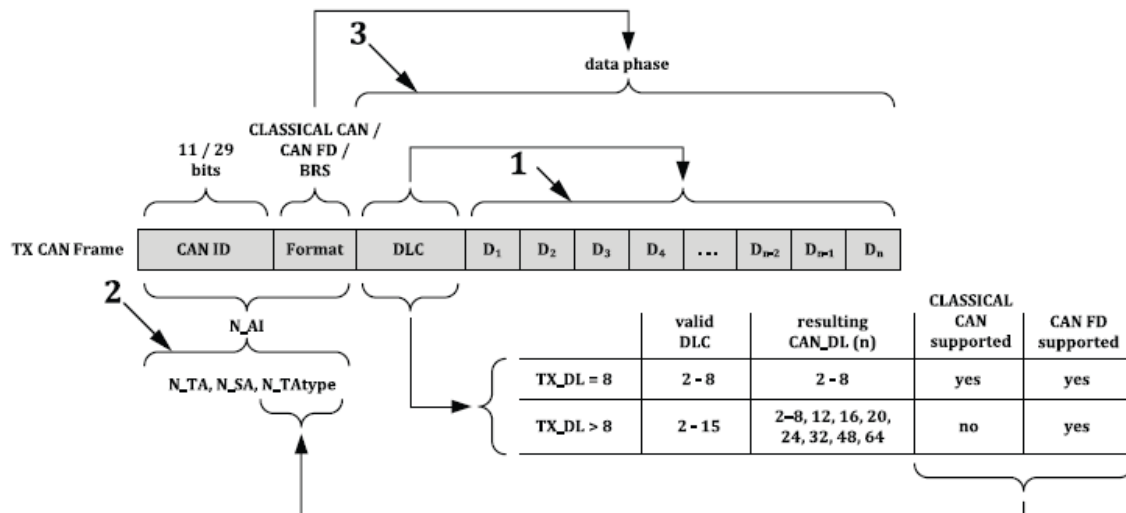 3
data phase
CLASSICAL CAN /
CAN FD /
BRS
11 / 29
bits
1
TX CAN Frame CAN ID Format DLC D1 D2 D3 D4 ... Dn-2 Dn-1 Dn
2
N_AI
N_TA, N_SA, N_TAtype
valid
DLC
resulting
CAN_DL (n)
CLASSICAL
CAN
supported
CAN FD
supported
TX_DL = 8 2 - 8 2 - 8 yes yes
TX_DL > 8 2 - 15 2–8, 12, 16, 20,
24, 32, 48, 64 no yes